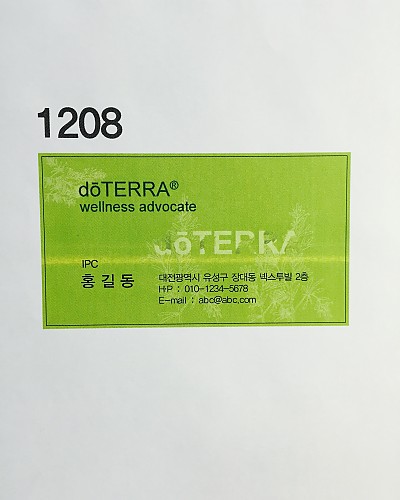 1208
dōTERRA®
wellness advocate
dōTERRA
IPC
홍 길 동
대전광역시 유성구 장대동 넥스투빌 2층
H·P : 010-1234-5678
E-mail : abc@abc.com